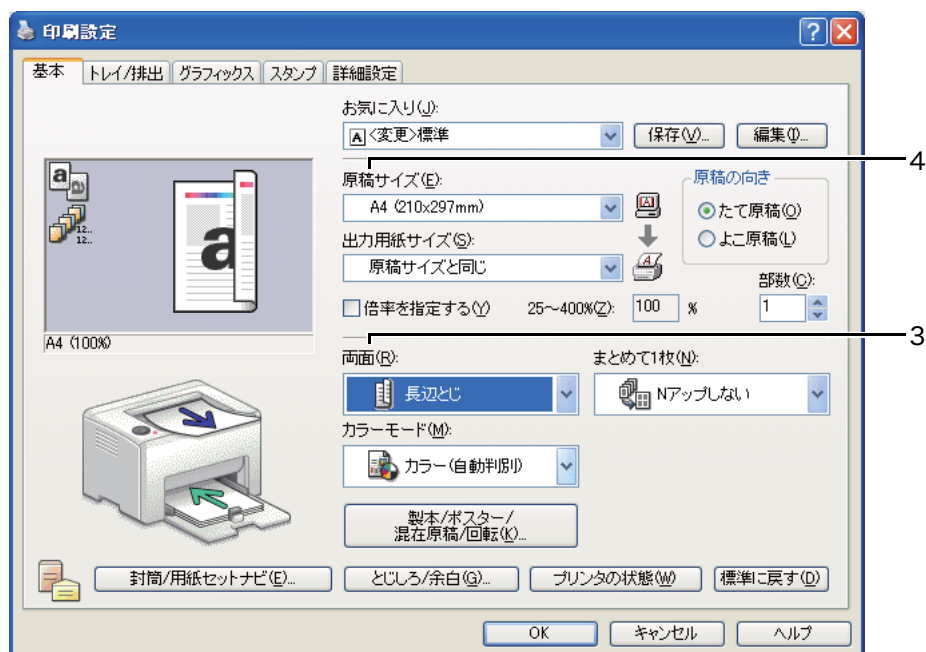 印刷設定
基本 トレイ/排出 グラフィックス スタンプ 詳細設定
お気に入り(J):
A <変更>標準 保存(V)... 編集(I)...
4
原稿サイズ(E): 原稿の向き
A4 (210x297mm) たて原稿(O)
出力用紙サイズ(S): よこ原稿(L)
原稿サイズと同じ 部数(C):
倍率を指定する(Y) 25～400%(Z): 100 % 1
a
a
12..
12..
a
A4 (100%)
3
両面(R): まとめて1枚(N):
長辺とじ Nアップしない
カラーモード(M):
カラー(自動判別)
製本/ポスター/
混在原稿/回転(K)...
封筒/用紙セットナビ(E)... とじしろ/余白(G)... プリンタの状態(W) 標準に戻す(D)
OK キャンセル ヘルプ